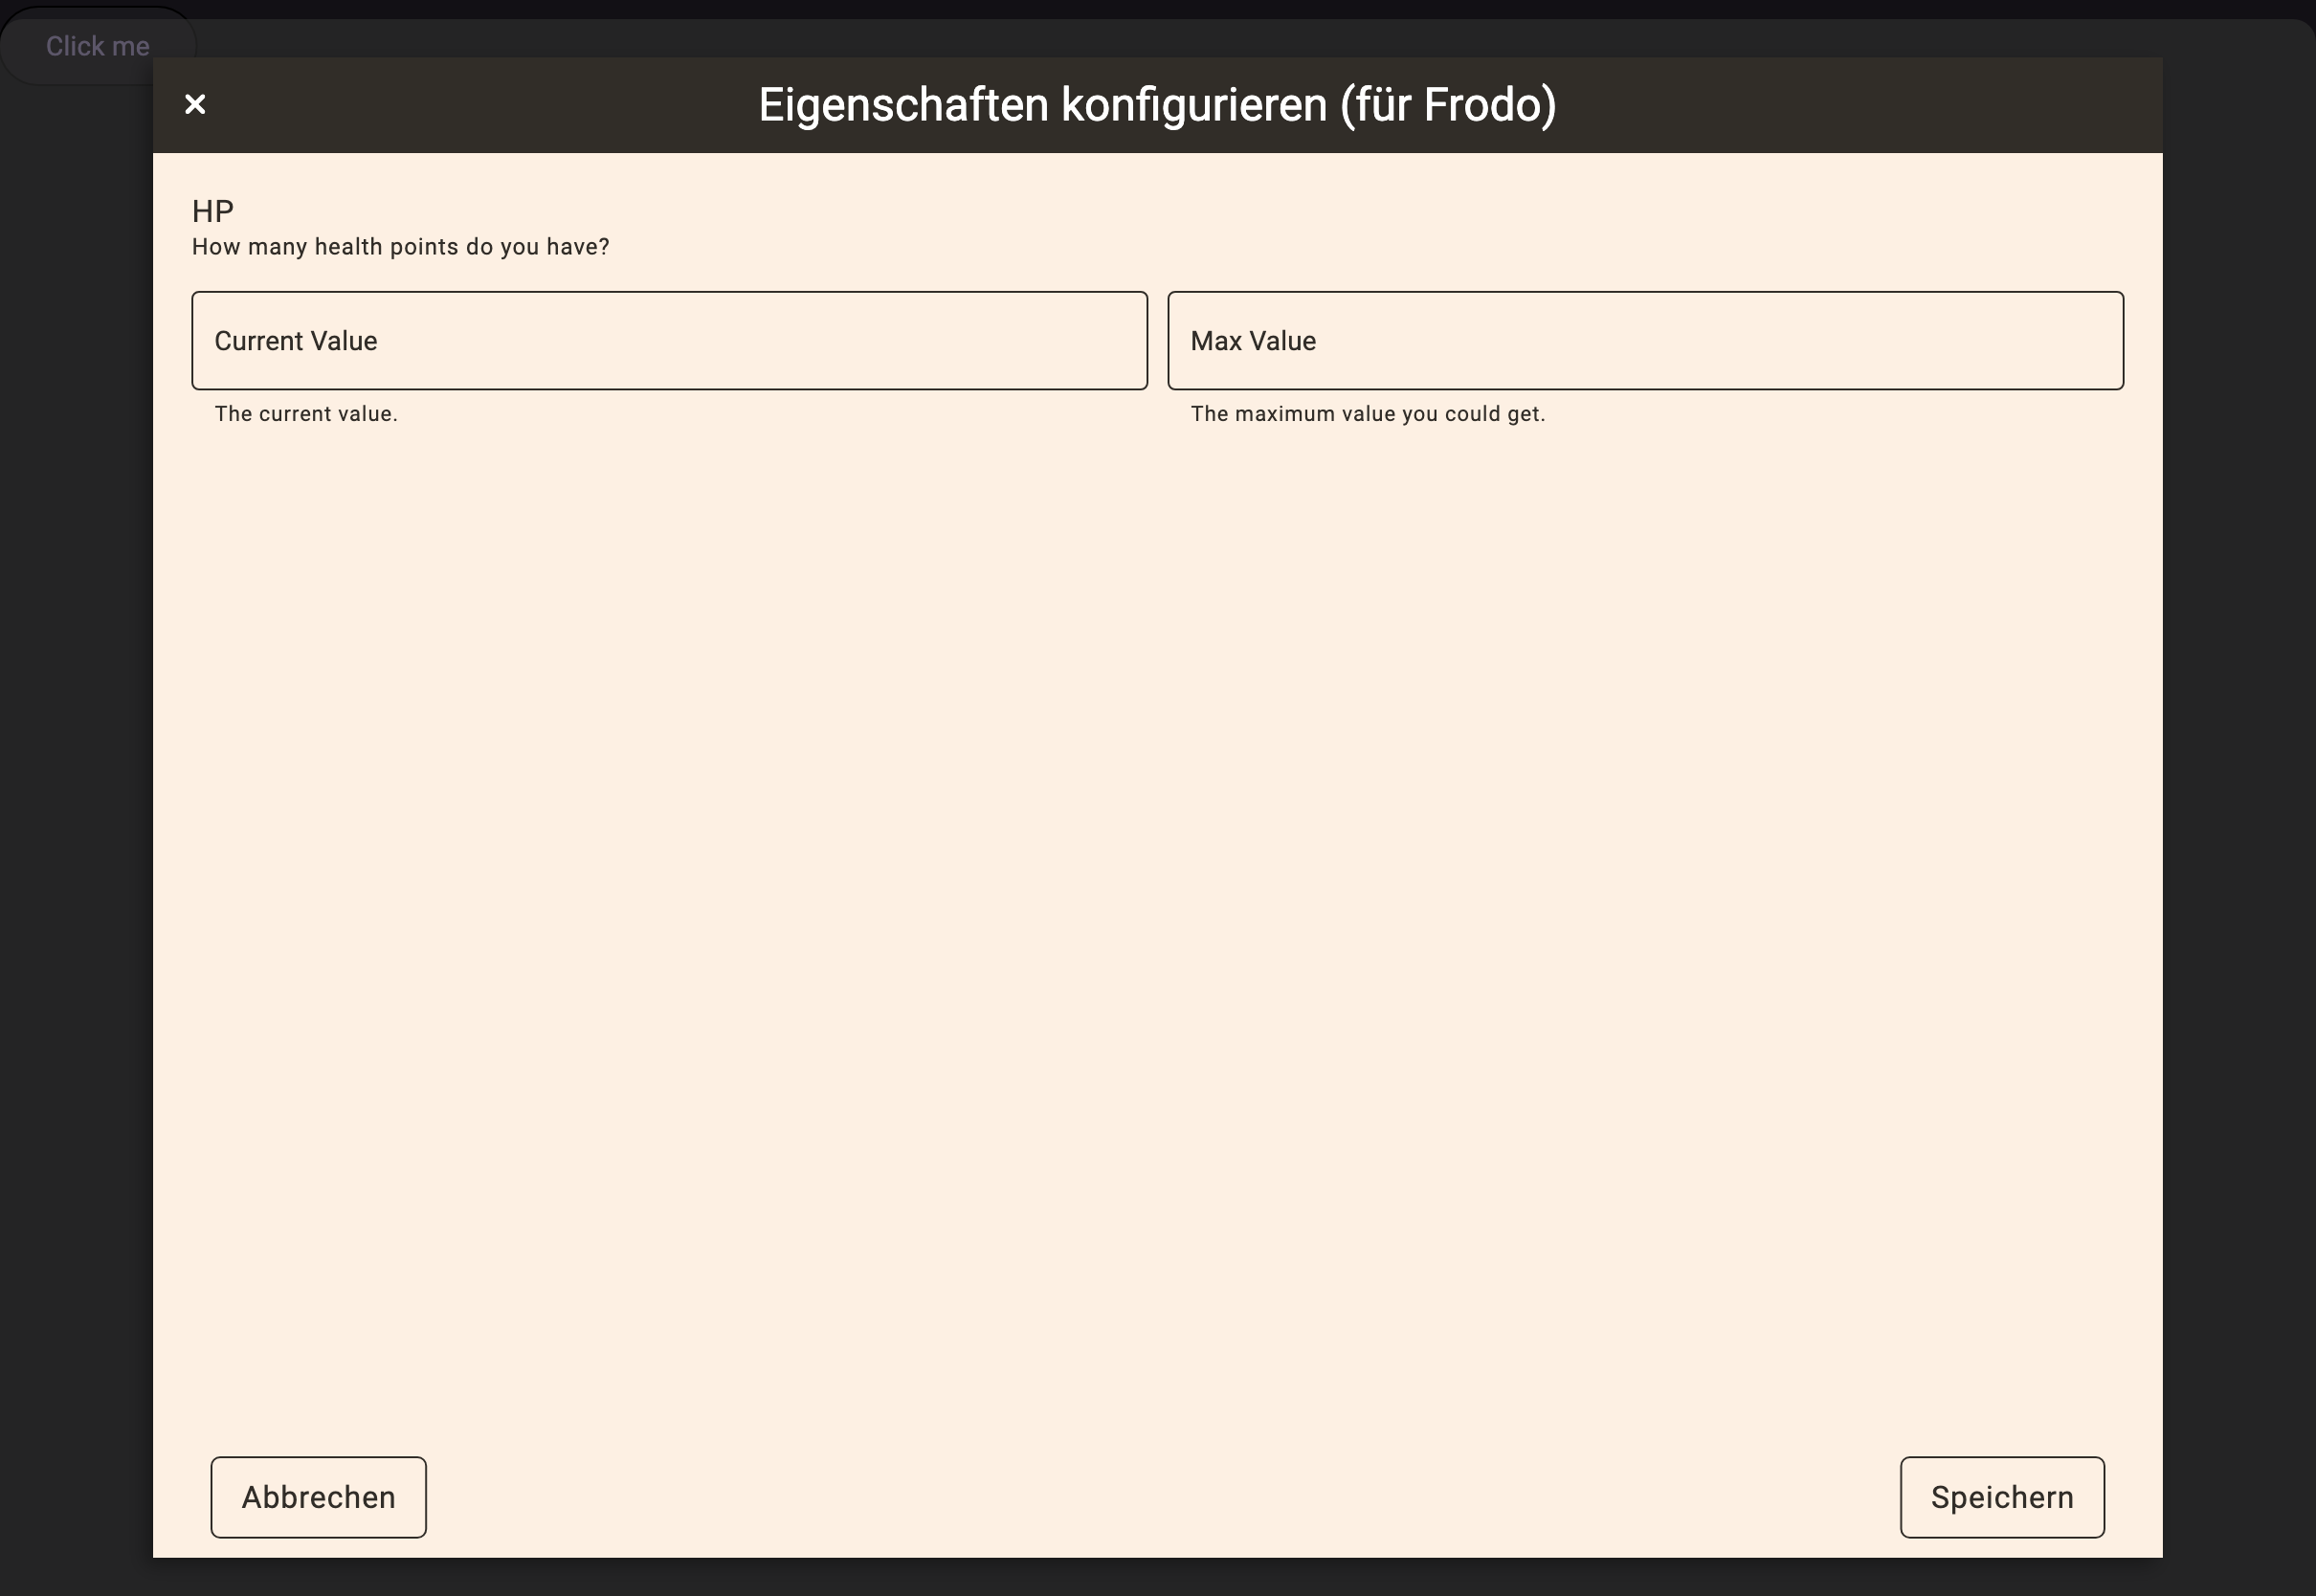 Click me
Eigenschaften konfigurieren (für Frodo)
HP
How many health points do you have?
Current Value
Max Value
The current value.
The maximum value you could get.
Abbrechen
Speichern